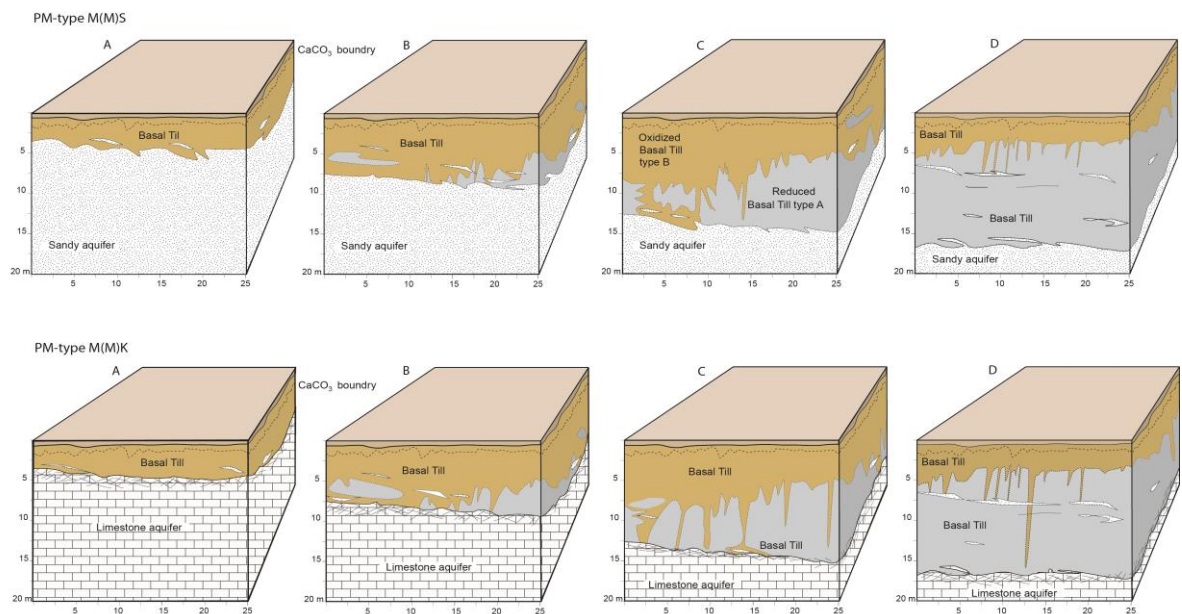 PM-type M(M)S
A
CaCO3 boundry
B
C
D
Basal Til
Basal Till
Oxidized
Basal Till
type B
Reduced
Basal Till type A
Basal Till
Basal Till
Sandy aquifer
Sandy aquifer
Sandy aquifer
Sandy aquifer
5
10
15
20 m
5
10
15
20
25
5
10
15
20 m
5
10
15
20
25
5
10
15
20 m
5
10
15
20
25
5
10
15
20 m
5
10
15
20
25
PM-type M(M)K
A
CaCO3 boundry
B
C
D
Basal Till
Basal Till
Basal Till
Basal Till
Basal Till
Basal Till
Limestone aquifer
Limestone aquifer
Limestone aquifer
Limestone aquifer
5
10
15
20 m
5
10
15
20
25
5
10
15
20 m
5
10
15
20
25
5
10
15
20 m
5
10
15
20
25
5
10
15
20 m
5
10
15
20
25